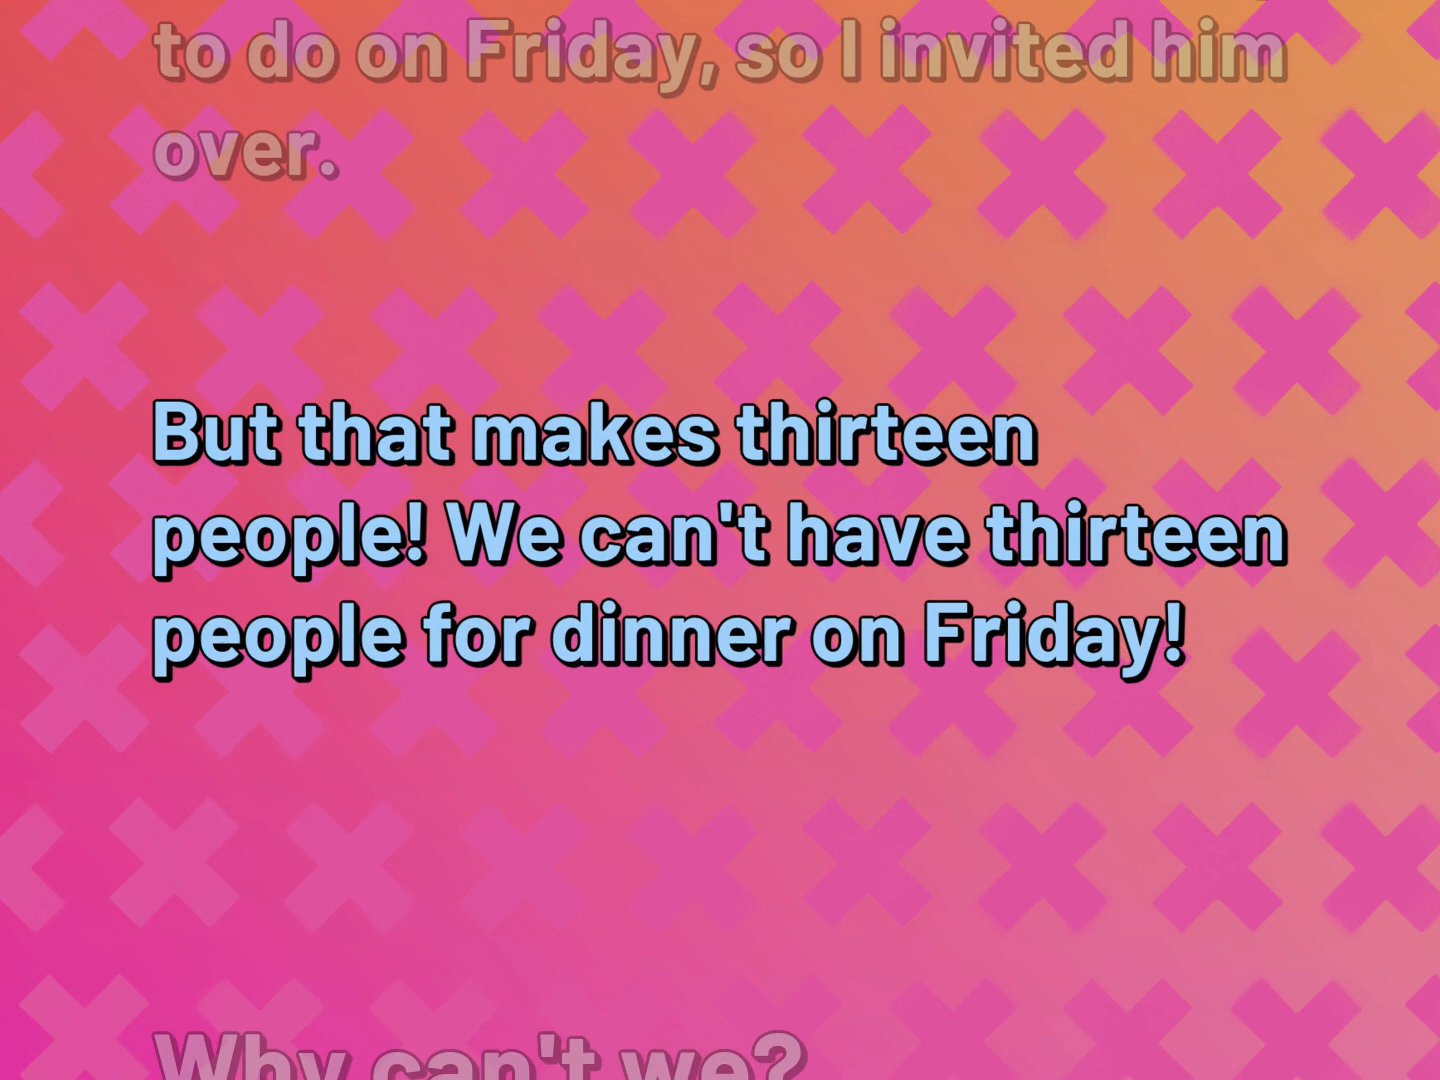 to do on Friday, so I invited him
over.
But that makes thirteen
people! We can't have thirteen
people for dinner on Friday!
Why can't we?